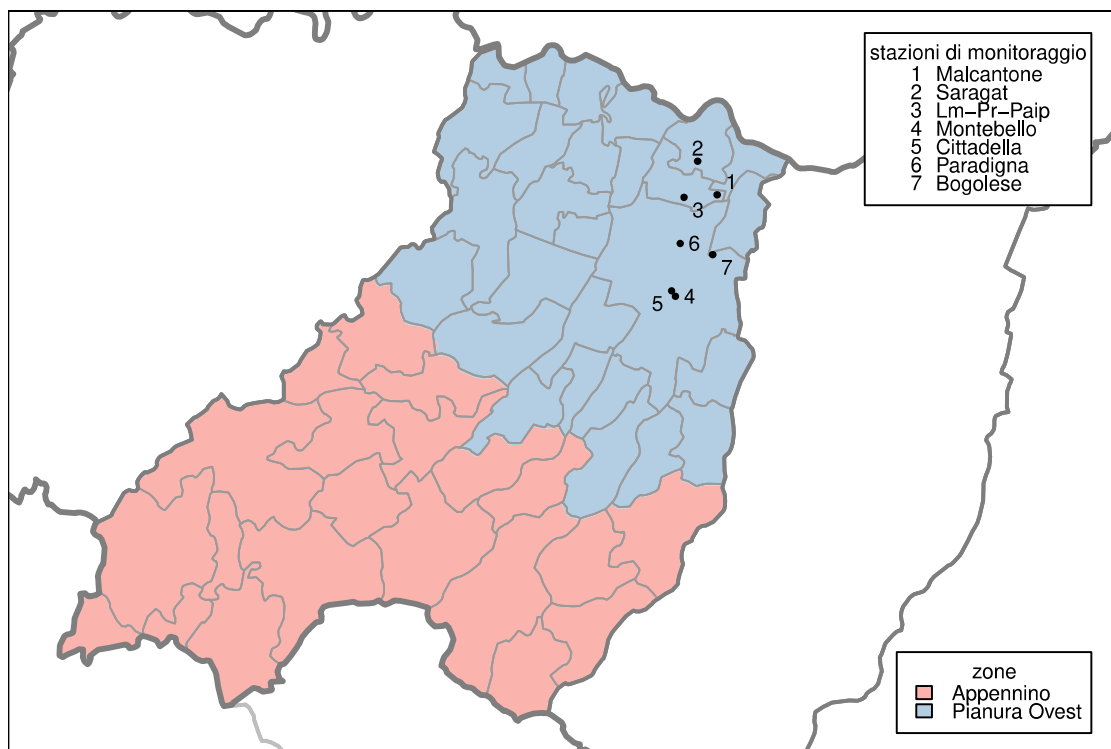 stazioni di monitoraggio
1 Malcantone
2 Saragat
3 Lm−Pr−Paip
4 Montebello
5 Cittadella
6 Paradigna
7 Bogolese
2
1
3
6
7
5
4
zone
Appennino
Pianura Ovest